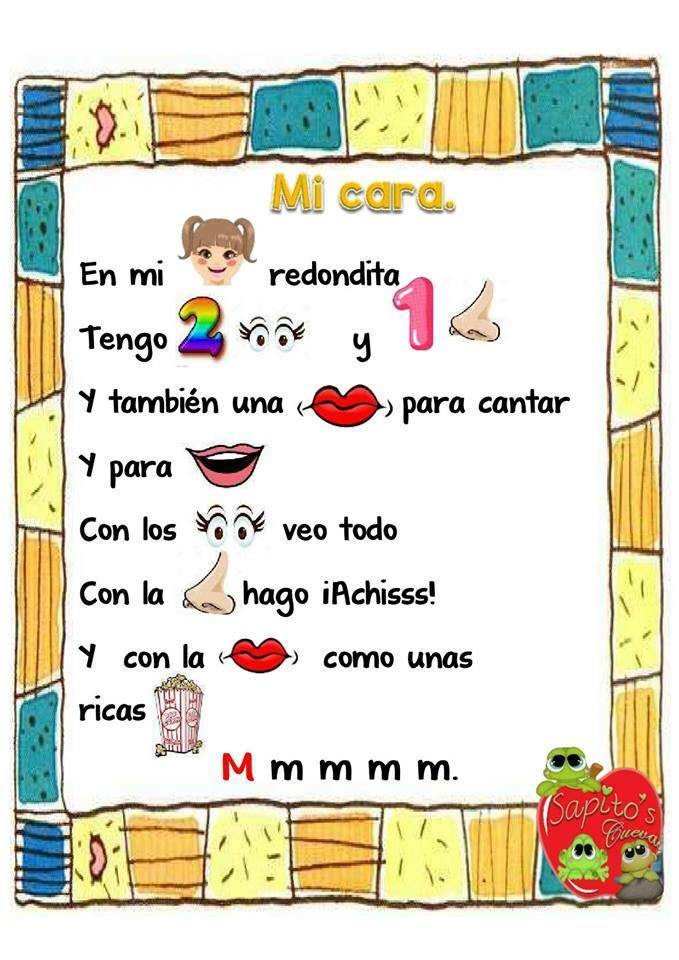 Mi cara.
En mi redondita
Tengo 2 y 1
Y también una para cantar
Y para
Con los veo todo
Con la hago ¡Achisss!
Y con la como unas
ricas
M m m m m.
Sapito's
Cueva